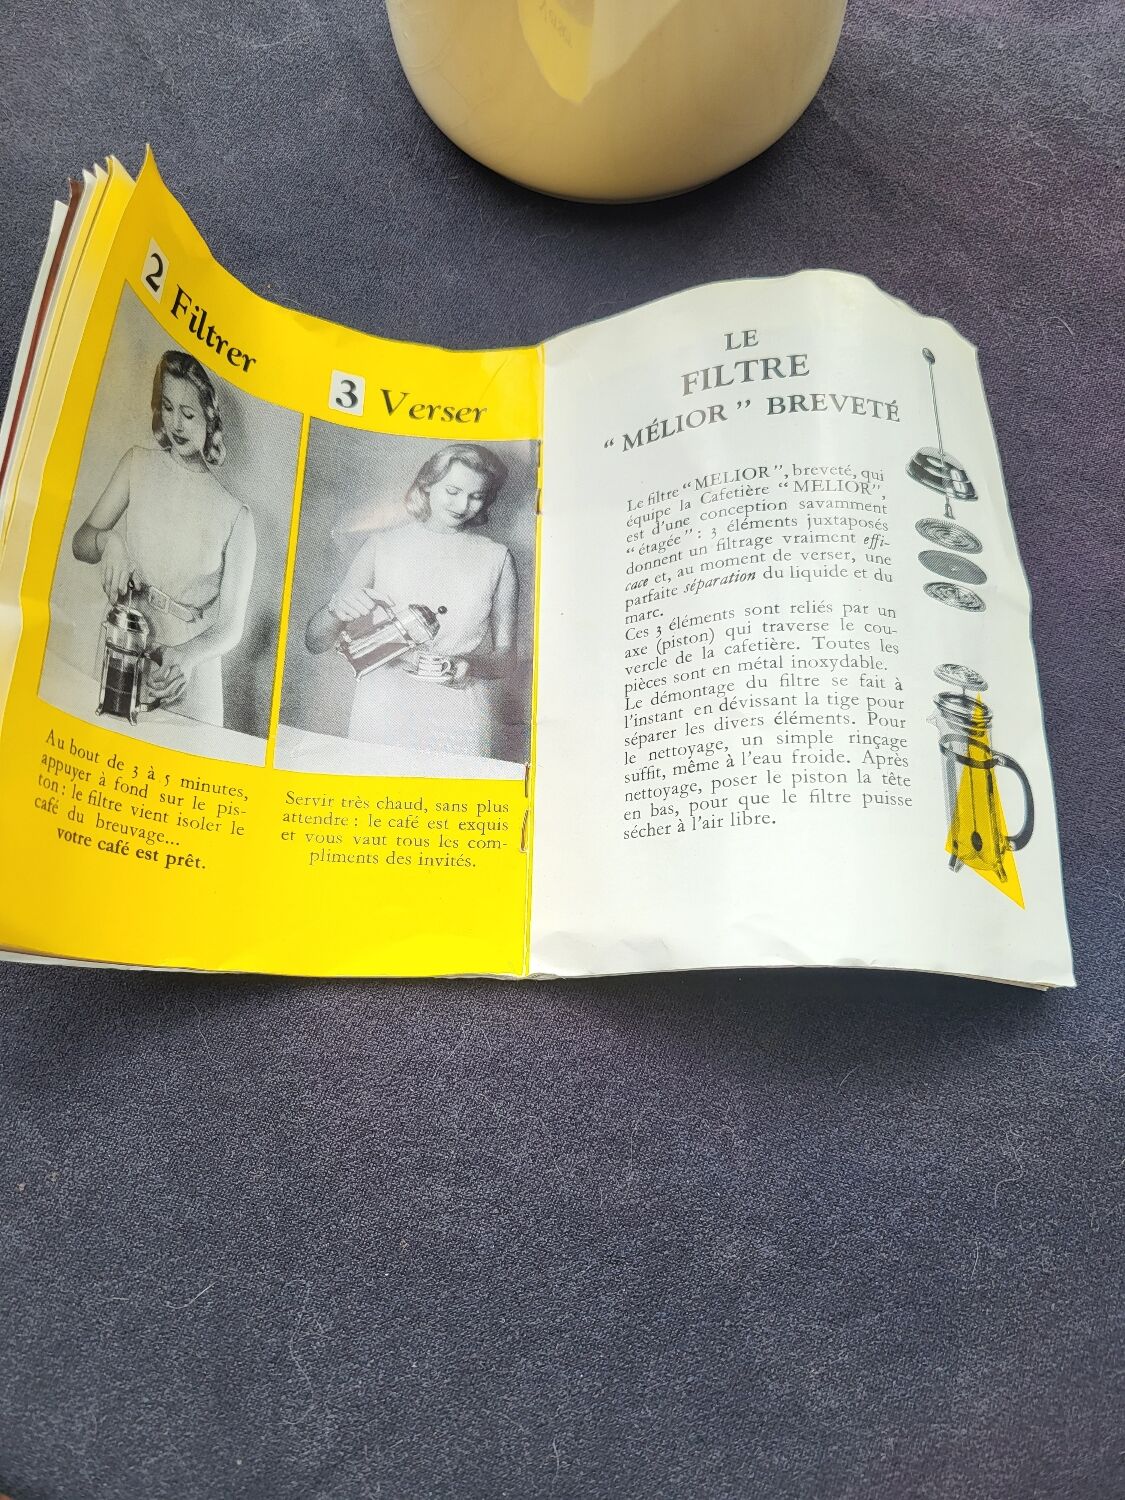 2 Filtrer
Au bout de 3 à 5 minutes,
appuyer à fond sur le pis-
ton : le filtre vient isoler le
café du breuvage...
votre café est prêt.
3 Verser
Servir très chaud, sans plus
attendre : le café est exquis
et vous vaut tous les com-
pliments des invités.
LE
FILTRE
“ MÉLIOR ” BREVETÉ
Le filtre “ MELIOR ”, breveté, qui
équipe la Cafetière “ MELIOR ”,
est d'une conception savamment
“ étagée ” : 3 éléments juxtaposés
donnent un filtrage vraiment effi-
cace et, au moment de verser, une
parfaite séparation du liquide et du
marc.
Ces 3 éléments sont reliés par un
axe (piston) qui traverse le cou-
vercle de la cafetière. Toutes les
pièces sont en métal inoxydable.
Le démontage du filtre se fait à
l'instant en dévissant la tige pour
séparer les divers éléments. Pour
le nettoyage, un simple rinçage
suffit, même à l'eau froide. Après
nettoyage, poser le piston la tête
en bas, pour que le filtre puisse
sécher à l'air libre.